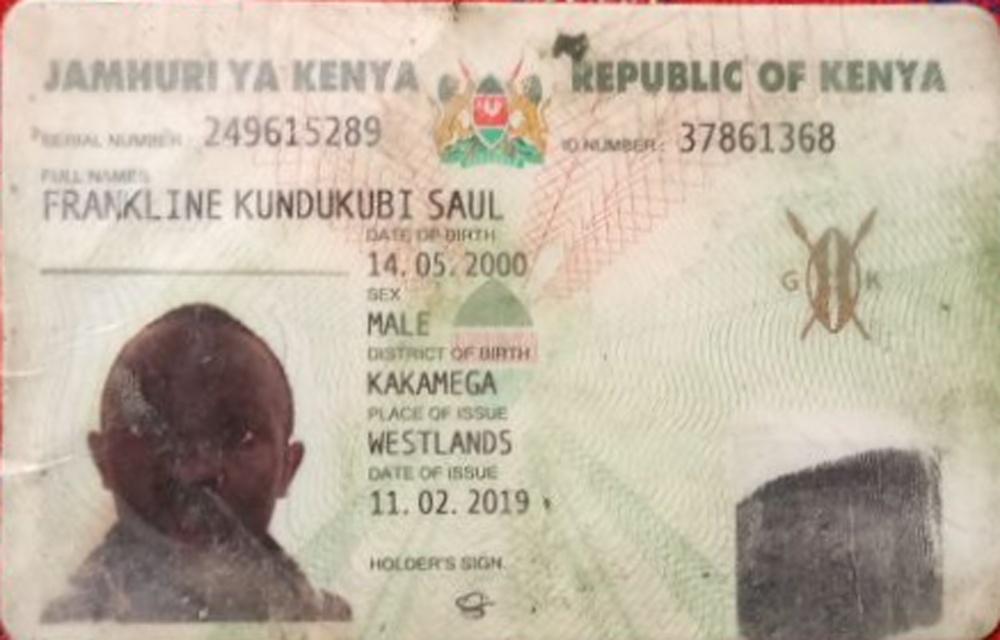 JAMHURI YA KENYA REPUBLIC OF KENYA
SERIAL NUMBER: 249615289 ID NUMBER: 37861368
FULL NAMES
FRANKLINE KUNDUKUBI SAUL
DATE OF BIRTH
14.05.2000
SEX
MALE
DISTRICT OF BIRTH
KAKAMEGA
PLACE OF ISSUE
WESTLANDS
DATE OF ISSUE
11.02.2019
HOLDER'S SIGN.
G K